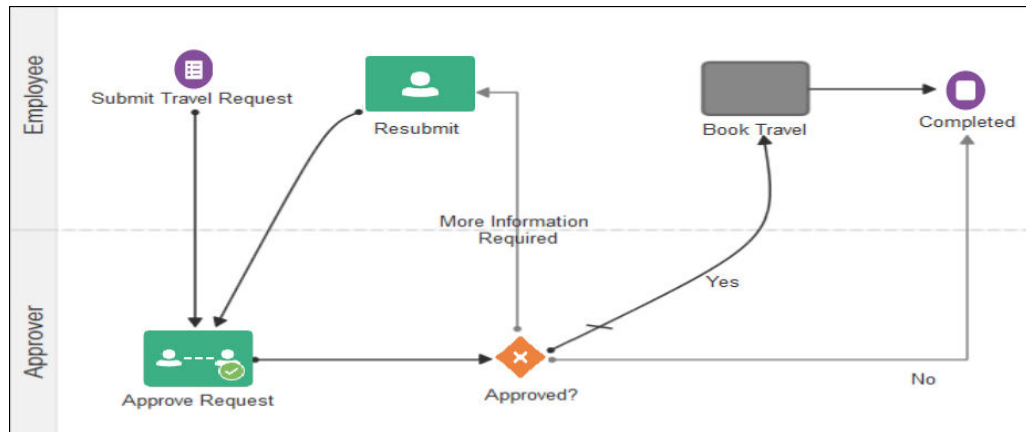 Employee
Submit Travel Request
Resubmit
Book Travel
Completed
More Information
Required
Yes
Approver
Approve Request
Approved?
No